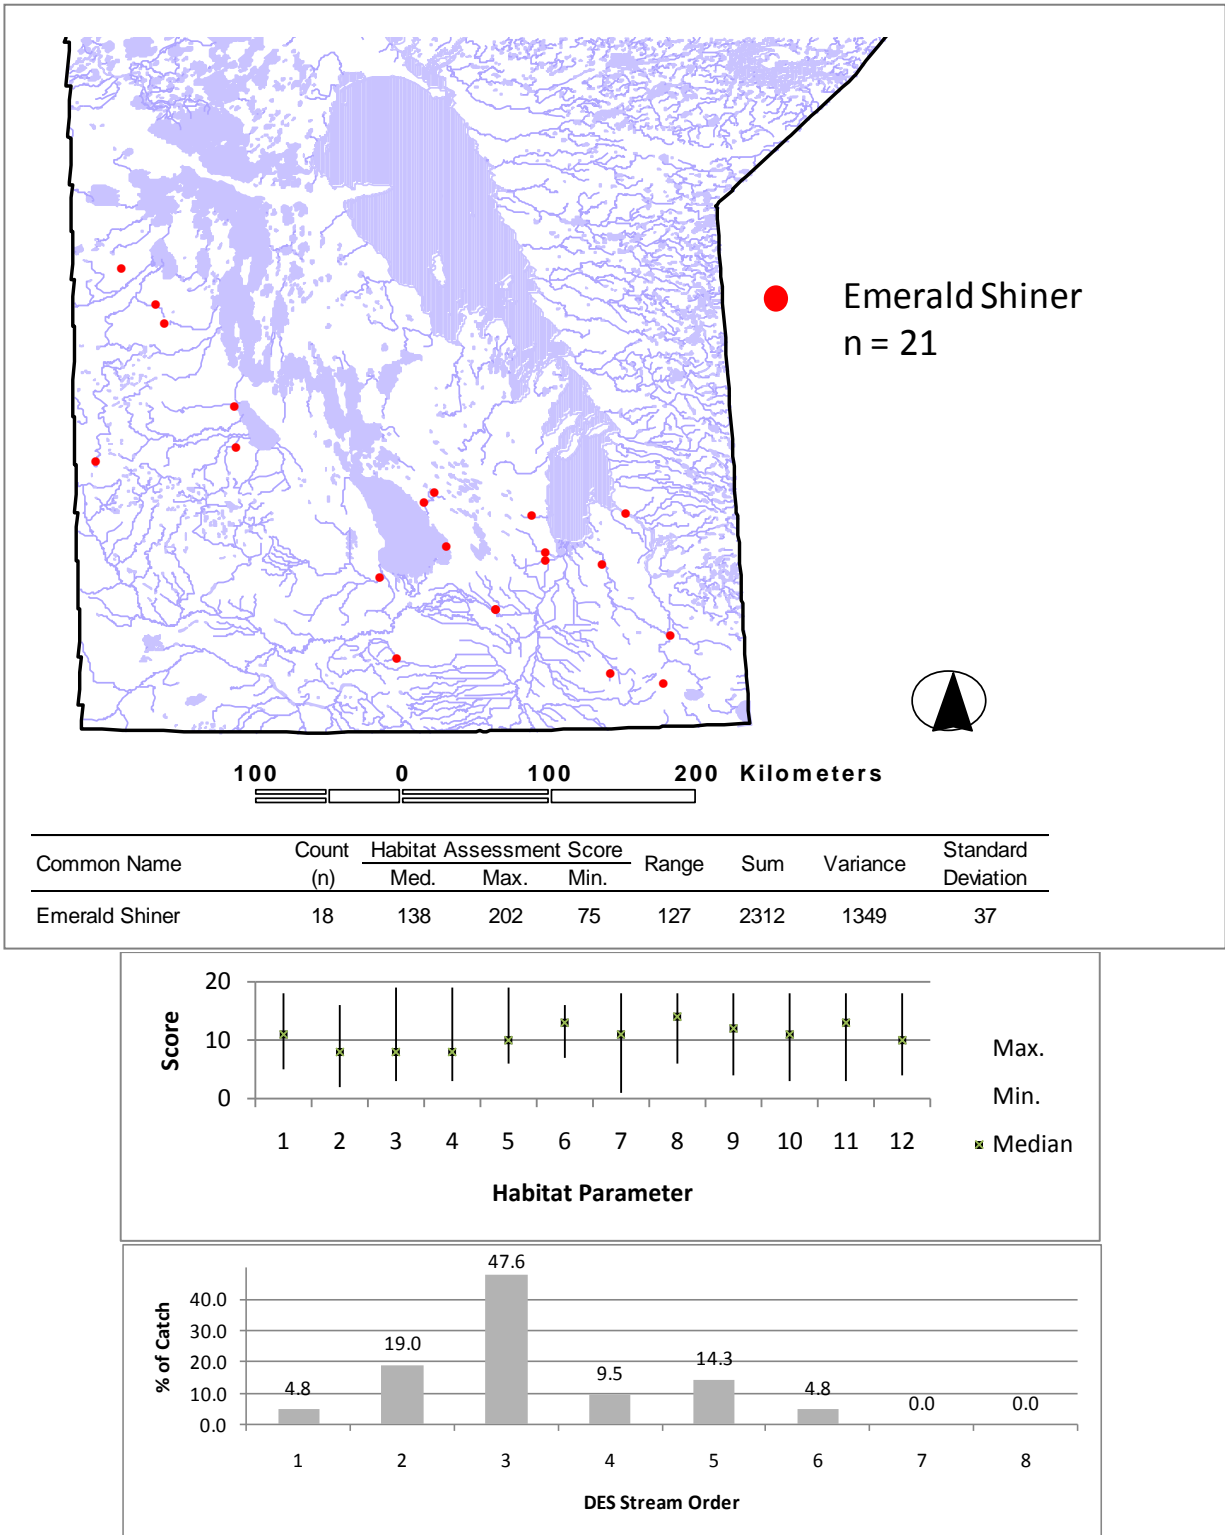 Emerald Shiner
n = 21
100 0 100 200 Kilometers
Common Name Count (n) Habitat Assessment Score Range Sum Variance Standard Deviation
Med. Max. Min.
Emerald Shiner 18 138 202 75 127 2312 1349 37
Score
20
10
0
1 2 3 4 5 6 7 8 9 10 11 12
Habitat Parameter
Max.
Min.
Median
% of Catch
40.0
30.0
20.0
10.0
0.0
4.8 19.0 47.6 9.5 14.3 4.8 0.0 0.0
1 2 3 4 5 6 7 8
DES Stream Order